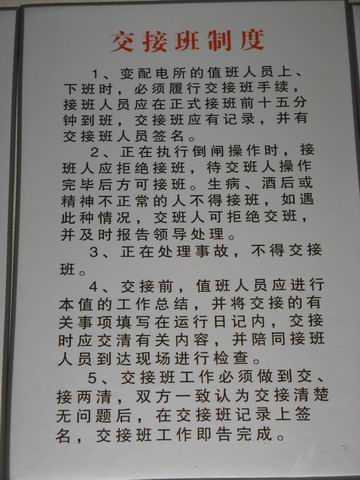 交接班制度
1、变配电所的值班人员上、
下班时，必须履行交接班手续，
接班人员应在正式接班前十五分
钟到班，交接班应有记录，并有
交接班人员签名。
2、正在执行倒闸操作时，接
班人应拒绝接班，待交班人操作
完毕后方可接班。生病、酒后或
精神不正常的人不得接班，如遇
此种情况，交班人可拒绝交班，
并及时报告领导处理。
3、正在处理事故，不得交接
班。
4、交接前，值班人员应进行
本值的工作总结，并将交接的有
关事项填写在运行日记内，交接
时应交清有关内容，并陪同接班
人员到达现场进行检查。
5、交接班工作必须做到交、
接两清，双方一致认为交接清楚
无问题后，在交接班记录上签
名，交接班工作即告完成。